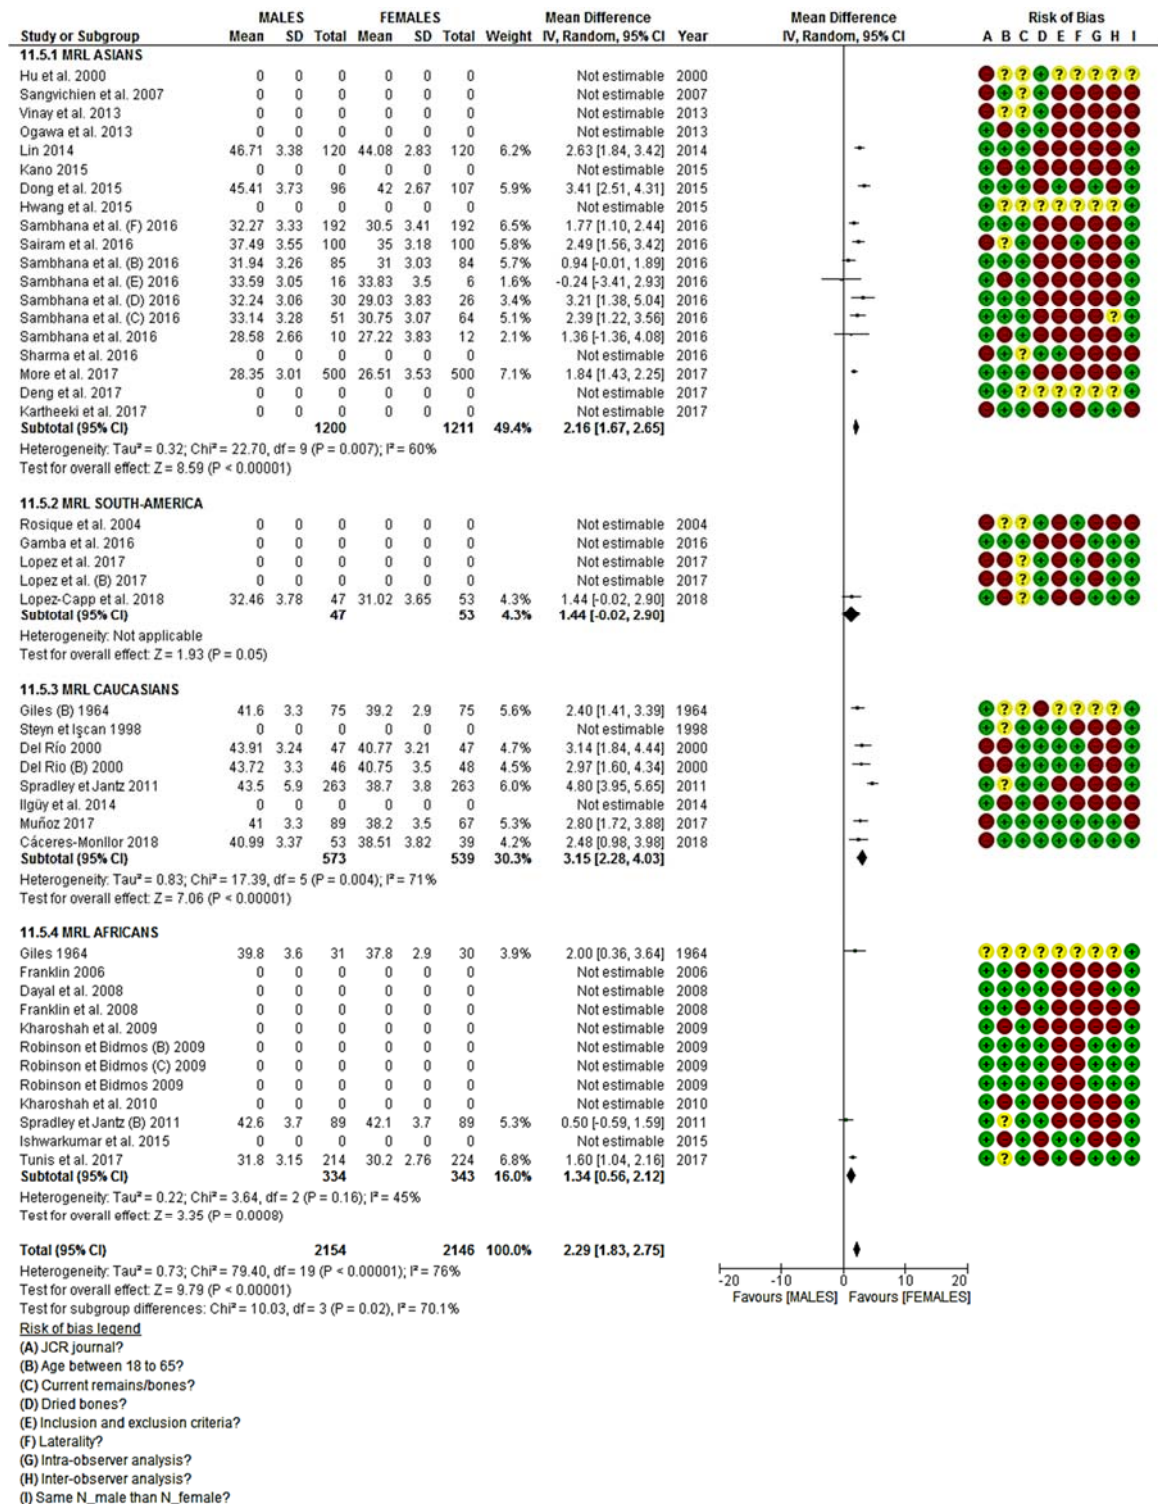 MALES FEMALES Mean Difference Mean Difference Risk of Bias
Study or Subgroup Mean SD Total Mean SD Total Weight IV, Random, 95% CI Year IV, Random, 95% CI A B C D E F G H I
11.5.1 MRL ASIANS
Hu et al. 2000 0 0 0 0 0 0 Not estimable 2000 - ? ? + ? ? ? ? ?
Sangvichien et al. 2007 0 0 0 0 0 0 Not estimable 2007
Vinay et al. 2013 0 0 0 0 0 0 Not estimable 2013
Ogawa et al. 2013 0 0 0 0 0 0 Not estimable 2013
Lin 2014 46.71 3.38 120 44.08 2.83 120 6.2% 2.63 [1.84, 3.42] 2014
Kano 2015 0 0 0 0 0 0 Not estimable 2015
Dong et al. 2015 45.41 3.73 96 42 2.67 107 5.9% 3.41 [2.51, 4.31] 2015
Hwang et al. 2015 0 0 0 0 0 0 Not estimable 2015
Sambhana et al. (F) 2016 32.27 3.33 192 30.5 3.41 192 6.5% 1.77 [1.10, 2.44] 2016
Sairam et al. 2016 37.49 3.55 100 35 3.18 100 5.8% 2.49 [1.56, 3.42] 2016
Sambhana et al. (B) 2016 31.94 3.26 85 31 3.03 84 5.7% 0.94 [-0.01, 1.89] 2016
Sambhana et al. (E) 2016 33.59 3.05 16 33.83 3.5 6 1.6% -0.24 [-3.41, 2.93] 2016
Sambhana et al. (D) 2016 32.24 3.06 30 29.03 3.83 26 3.4% 3.21 [1.38, 5.04] 2016
Sambhana et al. (C) 2016 33.14 3.28 51 30.75 3.07 64 5.1% 2.39 [1.22, 3.56] 2016
Sambhana et al. 2016 28.58 2.66 10 27.22 3.83 12 2.1% 1.36 [-1.36, 4.08] 2016
Sharma et al. 2016 0 0 0 0 0 0 Not estimable 2016
More et al. 2017 28.35 3.01 500 26.51 3.53 500 7.1% 1.84 [1.43, 2.25] 2017
Deng et al. 2017 0 0 0 0 0 0 Not estimable 2017
Kartheeki et al. 2017 0 0 0 0 0 0 Not estimable 2017
Subtotal (95% CI) 1200 1211 49.4% 2.16 [1.67, 2.65]
Heterogeneity: Tau² = 0.32; Chi² = 22.70, df = 9 (P = 0.007); I² = 60%
Test for overall effect: Z = 8.59 (P < 0.00001)
11.5.2 MRL SOUTH-AMERICA
Rosique et al. 2004 0 0 0 0 0 0 Not estimable 2004
Gamba et al. 2016 0 0 0 0 0 0 Not estimable 2016
Lopez et al. 2017 0 0 0 0 0 0 Not estimable 2017
Lopez et al. (B) 2017 0 0 0 0 0 0 Not estimable 2017
Lopez-Capp et al. 2018 32.46 3.78 47 31.02 3.65 53 4.3% 1.44 [-0.02, 2.90] 2018
Subtotal (95% CI) 47 53 4.3% 1.44 [-0.02, 2.90]
Heterogeneity: Not applicable
Test for overall effect: Z = 1.93 (P = 0.05)
11.5.3 MRL CAUCASIANS
Giles (B) 1964 41.6 3.3 75 39.2 2.9 75 5.6% 2.40 [1.41, 3.39] 1964
Steyn et Işcan 1998 0 0 0 0 0 0 Not estimable 1998
Del Río 2000 43.91 3.24 47 40.77 3.21 47 4.7% 3.14 [1.84, 4.44] 2000
Del Rio (B) 2000 43.72 3.3 46 40.75 3.5 48 4.5% 2.97 [1.60, 4.34] 2000
Spradley et Jantz 2011 43.5 5.9 263 38.7 3.8 263 6.0% 4.80 [3.95, 5.65] 2011
Ilgüy et al. 2014 0 0 0 0 0 0 Not estimable 2014
Muñoz 2017 41 3.3 89 38.2 3.5 67 5.3% 2.80 [1.72, 3.88] 2017
Cáceres-Monllor 2018 40.99 3.37 53 38.51 3.82 39 4.2% 2.48 [0.98, 3.98] 2018
Subtotal (95% CI) 573 539 30.3% 3.15 [2.28, 4.03]
Heterogeneity: Tau² = 0.83; Chi² = 17.39, df = 5 (P = 0.004); I² = 71%
Test for overall effect: Z = 7.06 (P < 0.00001)
11.5.4 MRL AFRICANS
Giles 1964 39.8 3.6 31 37.8 2.9 30 3.9% 2.00 [0.36, 3.64] 1964
Franklin 2006 0 0 0 0 0 0 Not estimable 2006
Dayal et al. 2008 0 0 0 0 0 0 Not estimable 2008
Franklin et al. 2008 0 0 0 0 0 0 Not estimable 2008
Kharoshah et al. 2009 0 0 0 0 0 0 Not estimable 2009
Robinson et Bidmos (B) 2009 0 0 0 0 0 0 Not estimable 2009
Robinson et Bidmos (C) 2009 0 0 0 0 0 0 Not estimable 2009
Robinson et Bidmos 2009 0 0 0 0 0 0 Not estimable 2009
Kharoshah et al. 2010 0 0 0 0 0 0 Not estimable 2010
Spradley et Jantz (B) 2011 42.6 3.7 89 42.1 3.7 89 5.3% 0.50 [-0.59, 1.59] 2011
Ishwarkumar et al. 2015 0 0 0 0 0 0 Not estimable 2015
Tunis et al. 2017 31.8 3.15 214 30.2 2.76 224 6.8% 1.60 [1.04, 2.16] 2017
Subtotal (95% CI) 334 343 16.0% 1.34 [0.56, 2.12]
Heterogeneity: Tau² = 0.22; Chi² = 3.64, df = 2 (P = 0.16); I² = 45%
Test for overall effect: Z = 3.35 (P = 0.0008)
Total (95% CI) 2154 2146 100.0% 2.29 [1.83, 2.75]
Heterogeneity: Tau² = 0.73; Chi² = 79.40, df = 19 (P < 0.00001); I² = 76%
Test for overall effect: Z = 9.79 (P < 0.00001)
Test for subgroup differences: Chi² = 10.03, df = 3 (P = 0.02), I² = 70.1%
-20 -10 0 10 20
Favours [MALES] Favours [FEMALES]
Risk of bias legend
(A) JCR journal?
(B) Age between 18 to 65?
(C) Current remains/bones?
(D) Dried bones?
(E) Inclusion and exclusion criteria?
(F) Laterality?
(G) Intra-observer analysis?
(H) Inter-observer analysis?
(I) Same N_male than N_female?